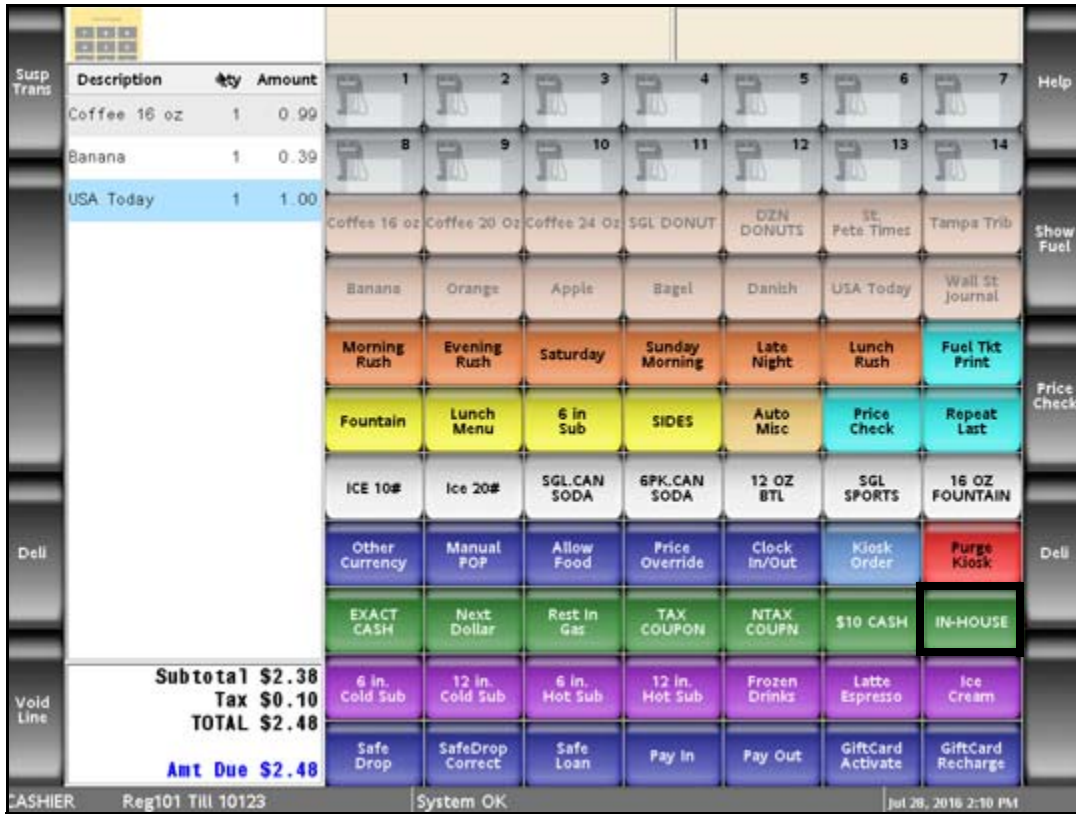 Susp
Trans
Deli
Void
Line
Description Qty Amount
Coffee 16 oz 1 0.99
Banana 1 0.39
USA Today 1 1.00
Subtotal $2.38
Tax $0.10
TOTAL $2.48
Amt Due $2.48
1 2 3 4 5 6 7
8 9 10 11 12 13 14
Coffee 16 oz Coffee 20 Oz Coffee 24 Oz SGL DONUT DZN DONUTS St. Pete Times Tampa Trib
Banana Orange Apple Bagel Danish USA Today Wall St Journal
Morning Rush Evening Rush Saturday Sunday Morning Late Night Lunch Rush Fuel Tkt Print
Fountain Lunch Menu 6 in Sub SIDES Auto Misc Price Check Repeat Last
ICE 10# Ice 20# SGL.CAN SODA 6PK.CAN SODA 12 OZ BTL SGL SPORTS 16 OZ FOUNTAIN
Other Currency Manual POP Allow Food Price Override Clock In/Out Kiosk Order Purge Kiosk
EXACT CASH Next Dollar Rest In Gas TAX COUPON NTAX COUPN $10 CASH IN-HOUSE
6 in. Cold Sub 12 in. Cold Sub 6 in. Hot Sub 12 in. Hot Sub Frozen Drinks Latte Espresso Ice Cream
Safe Drop SafeDrop Correct Safe Loan Pay In Pay Out GiftCard Activate GiftCard Recharge
Help
Show
Fuel
Price
Check
Deli
CASHIER Reg101 Till 10123 System OK Jul 28, 2016 2:10 PM